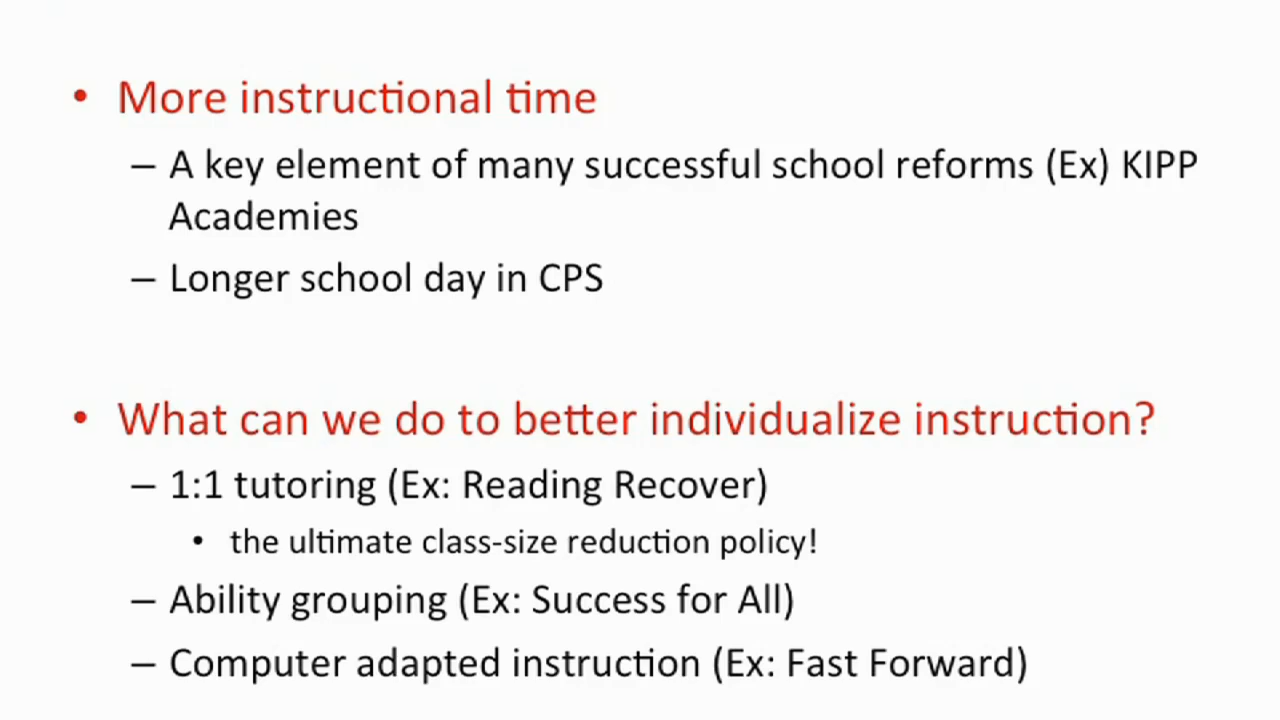 • More instructional time
– A key element of many successful school reforms (Ex) KIPP
Academies
– Longer school day in CPS
• What can we do to better individualize instruction?
– 1:1 tutoring (Ex: Reading Recover)
• the ultimate class-size reduction policy!
– Ability grouping (Ex: Success for All)
– Computer adapted instruction (Ex: Fast Forward)